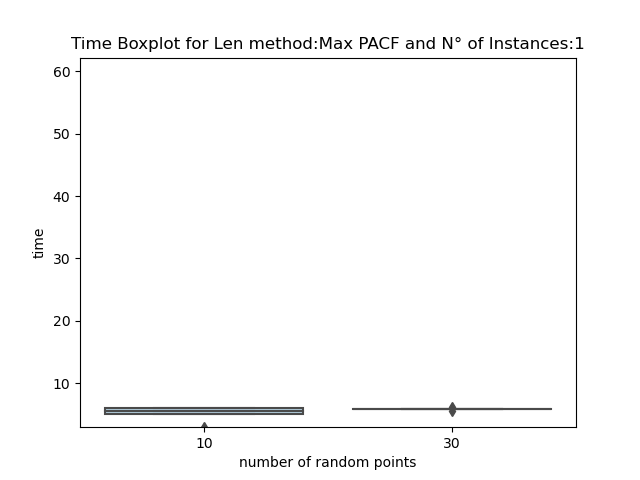 Time Boxplot for Len method:Max PACF and N° of Instances:1
60
50
40
30
20
10
time
10 30
number of random points